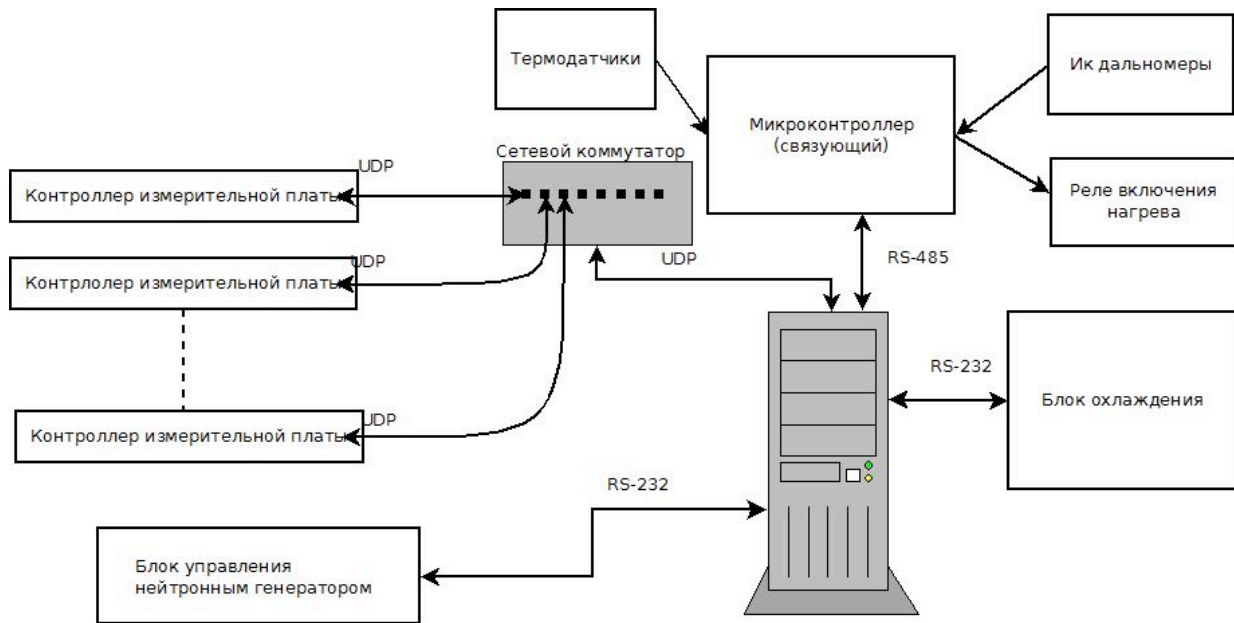 Термодатчики
Микроконтроллер
(связующий)
Ик дальномеры
Реле включения
нагрева
Сетевой коммутатор
UDP
Контроллер измерительной платы
UDP
Контрлолер измерительной платы
UDP
Контроллер измерительной платы
UDP
RS-485
RS-232
Блок охлаждения
RS-232
Блок управления
нейтронным генератором